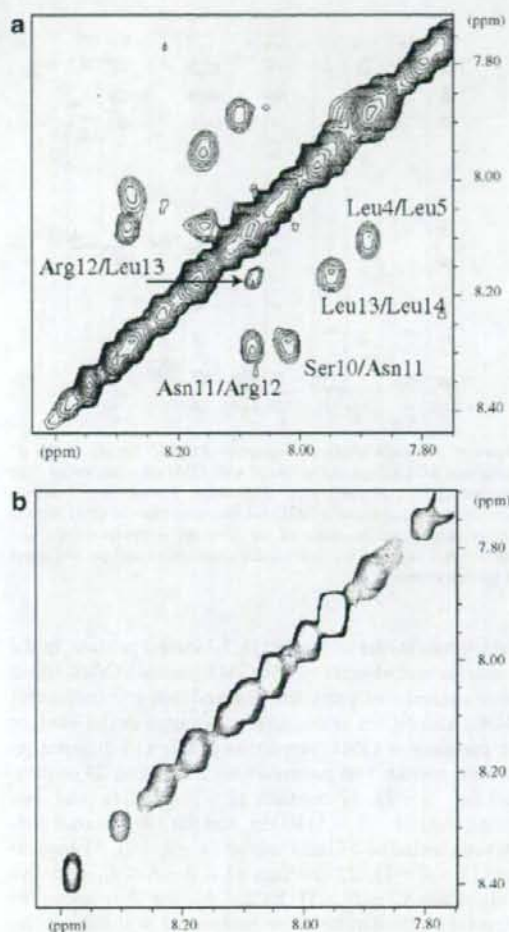 a
(ppm)
7.80
8.00
Leu4/Leu5
Arg12/Leu13
8.20
Leu13/Leu14
Asn11/Arg12
Ser10/Asn11
8.40
(ppm)
8.20
8.00
7.80
b
(ppm)
7.80
8.00
8.20
8.40
(ppm)
8.20
8.00
7.80